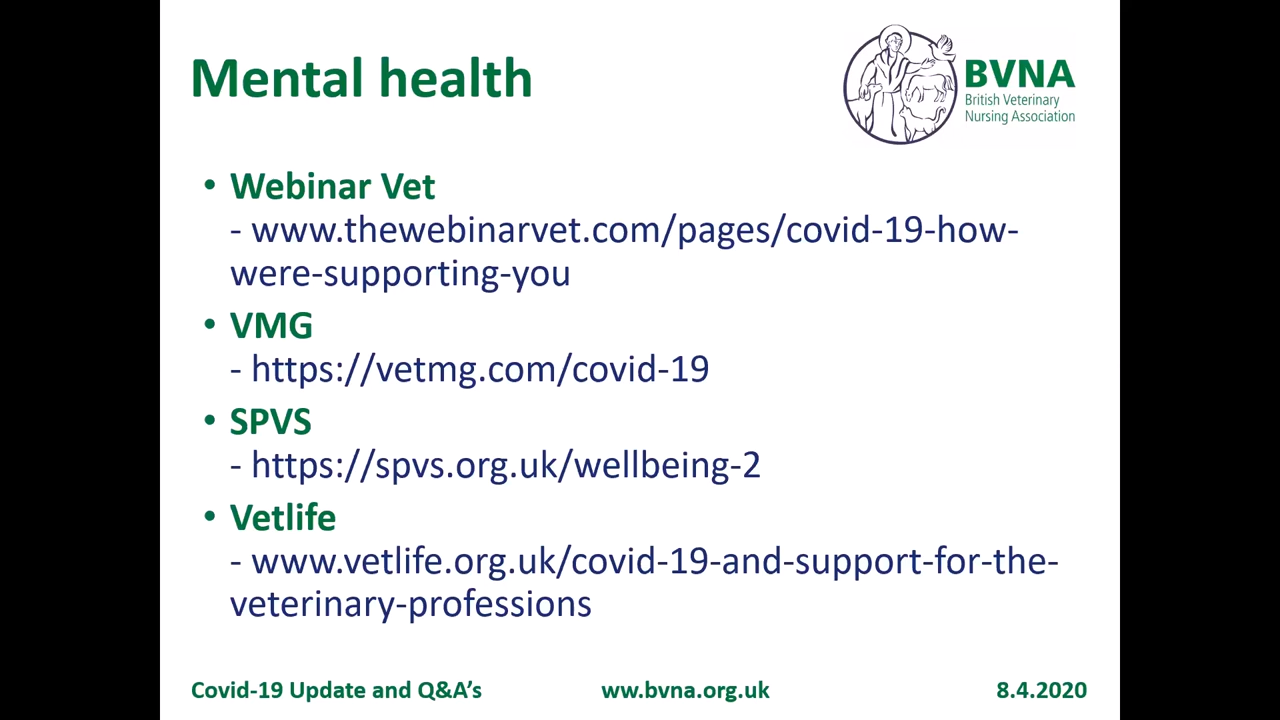 Mental health
BVNA
British Veterinary
Nursing Association
• Webinar Vet
- www.thewebinarvet.com/pages/covid-19-how-
were-supporting-you
• VMG
- https://vetmg.com/covid-19
• SPVS
- https://spvs.org.uk/wellbeing-2
• Vetlife
- www.vetlife.org.uk/covid-19-and-support-for-the-
veterinary-professions
Covid-19 Update and Q&A’s
ww.bvna.org.uk
8.4.2020